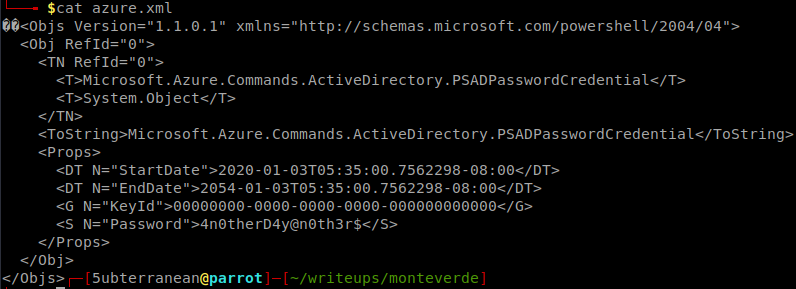 └──╼ $cat azure.xml
��<Objs Version="1.1.0.1" xmlns="http://schemas.microsoft.com/powershell/2004/04">
  <Obj RefId="0">
    <TN RefId="0">
      <T>Microsoft.Azure.Commands.ActiveDirectory.PSADPasswordCredential</T>
      <T>System.Object</T>
    </TN>
    <ToString>Microsoft.Azure.Commands.ActiveDirectory.PSADPasswordCredential</ToString>
    <Props>
      <DT N="StartDate">2020-01-03T05:35:00.7562298-08:00</DT>
      <DT N="EndDate">2054-01-03T05:35:00.7562298-08:00</DT>
      <G N="KeyId">00000000-0000-0000-0000-000000000000</G>
      <S N="Password">4n0therD4y@n0th3r$</S>
    </Props>
  </Obj>
</Objs>┌─[5ubterranean@parrot]─[~/writeups/monteverde]